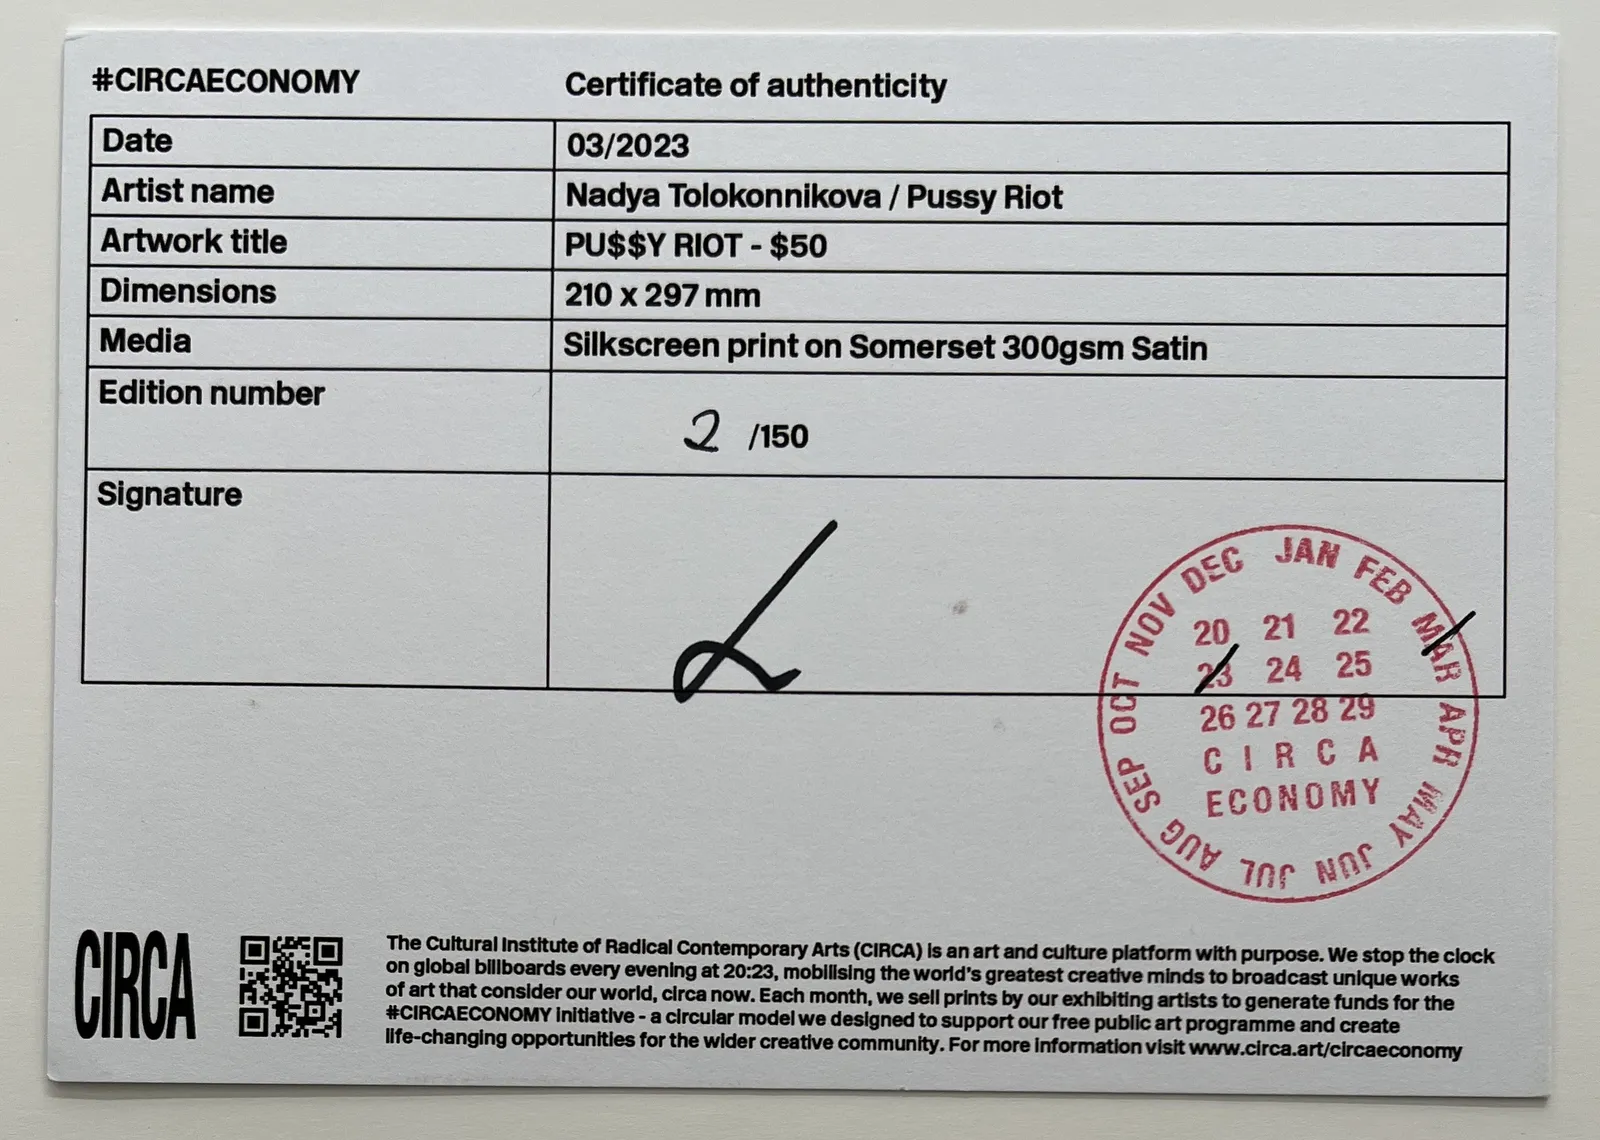 #CIRCAECONOMY Certificate of authenticity
Date 03/2023
Artist name Nadya Tolokonnikova / Pussy Riot
Artwork title PU$$Y RIOT - $50
Dimensions 210 x 297 mm
Media Silkscreen print on Somerset 300gsm Satin
Edition number 2 /150
Signature
JAN FEB MAR APR MAY JUN JUL AUG SEP OCT NOV DEC
20 21 22
23 24 25
26 27 28 29
CIRCA
ECONOMY
CIRCA
The Cultural Institute of Radical Contemporary Arts (CIRCA) is an art and culture platform with purpose. We stop the clock
on global billboards every evening at 20:23, mobilising the world's greatest creative minds to broadcast unique works
of art that consider our world, circa now. Each month, we sell prints by our exhibiting artists to generate funds for the
#CIRCAECONOMY initiative - a circular model we designed to support our free public art programme and create
life-changing opportunities for the wider creative community. For more information visit www.circa.art/circaeconomy